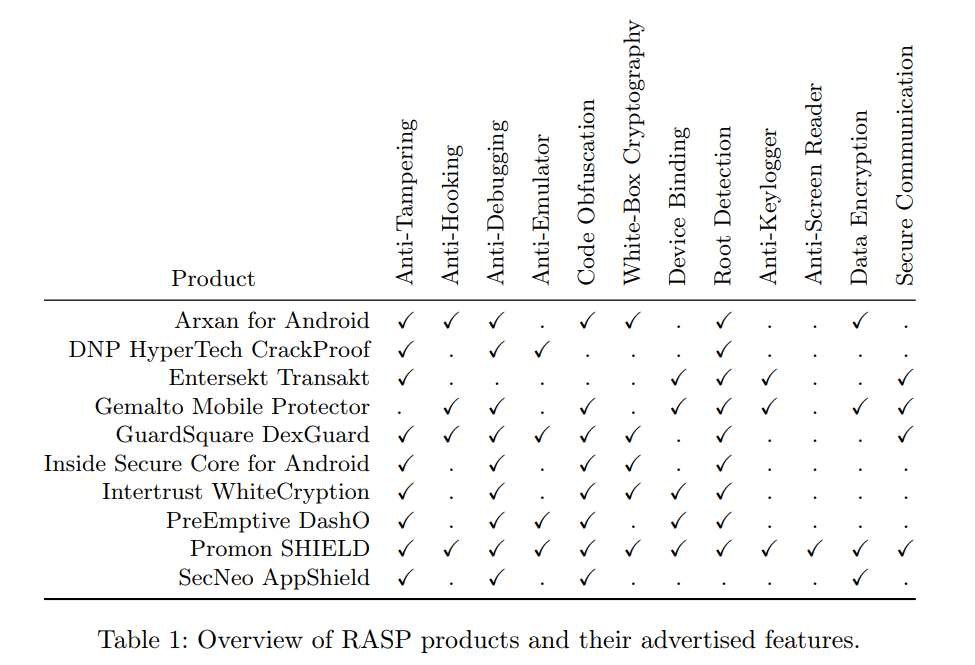 Product Anti-Tampering Anti-Hooking Anti-Debugging Anti-Emulator Code Obfuscation White-Box Cryptography Device Binding Root Detection Anti-Keylogger Anti-Screen Reader Data Encryption Secure Communication
Arxan for Android ✓ ✓ ✓ . ✓ ✓ . ✓ . . ✓ .
DNP HyperTech CrackProof ✓ . ✓ ✓ . . . ✓ . . . .
Entersekt Transakt ✓ . . . . . ✓ ✓ ✓ . . ✓
Gemalto Mobile Protector . ✓ ✓ . ✓ . ✓ ✓ ✓ . ✓ ✓
GuardSquare DexGuard ✓ ✓ ✓ ✓ ✓ ✓ . ✓ . . . ✓
Inside Secure Core for Android ✓ . ✓ . ✓ ✓ . ✓ . . . .
Intertrust WhiteCryption ✓ . ✓ . ✓ ✓ ✓ ✓ . . . .
PreEmptive DashO ✓ . ✓ ✓ ✓ . ✓ ✓ . . . .
Promon SHIELD ✓ ✓ ✓ ✓ ✓ ✓ ✓ ✓ ✓ ✓ ✓ ✓
SecNeo AppShield ✓ . ✓ . ✓ . . . . . ✓ .
Table 1: Overview of RASP products and their advertised features.